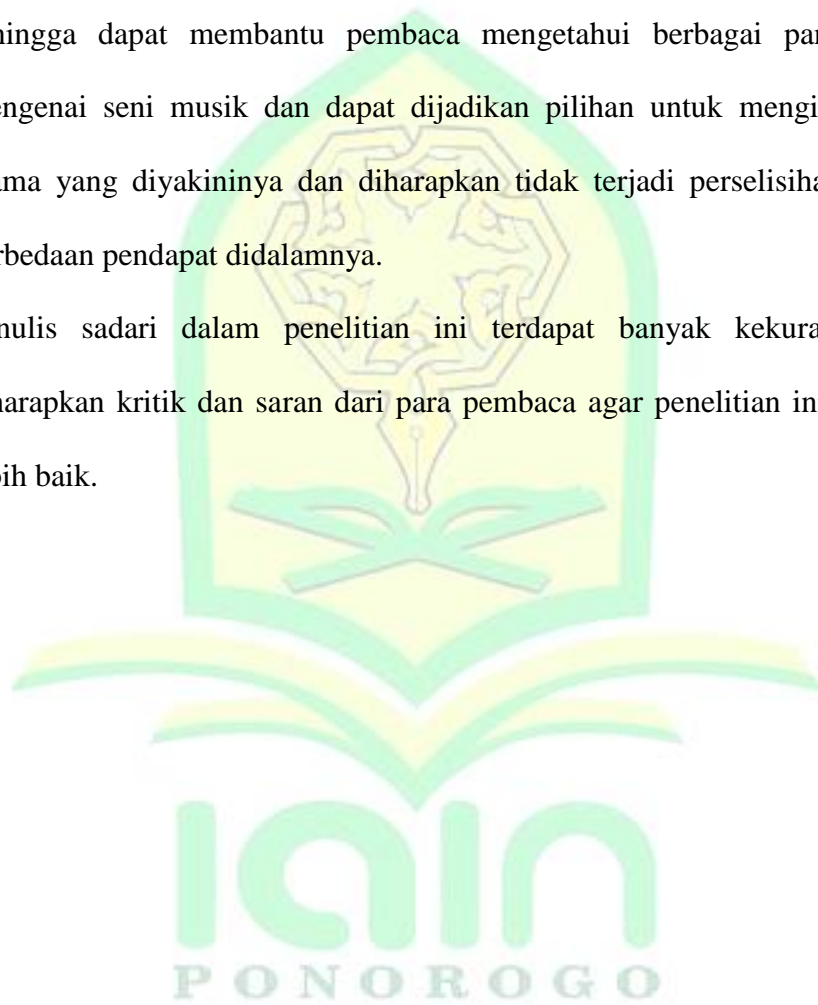 hingga dapat membantu pembaca mengetahui berbagai par
engenai seni musik dan dapat dijadikan pilihan untuk mengi
ama yang diyakininya dan diharapkan tidak terjadi perselisiha
rbedaan pendapat didalamnya.
nulis sadari dalam penelitian ini terdapat banyak kekura
harapkan kritik dan saran dari para pembaca agar penelitian in
bih baik.
iain
PONOROGO